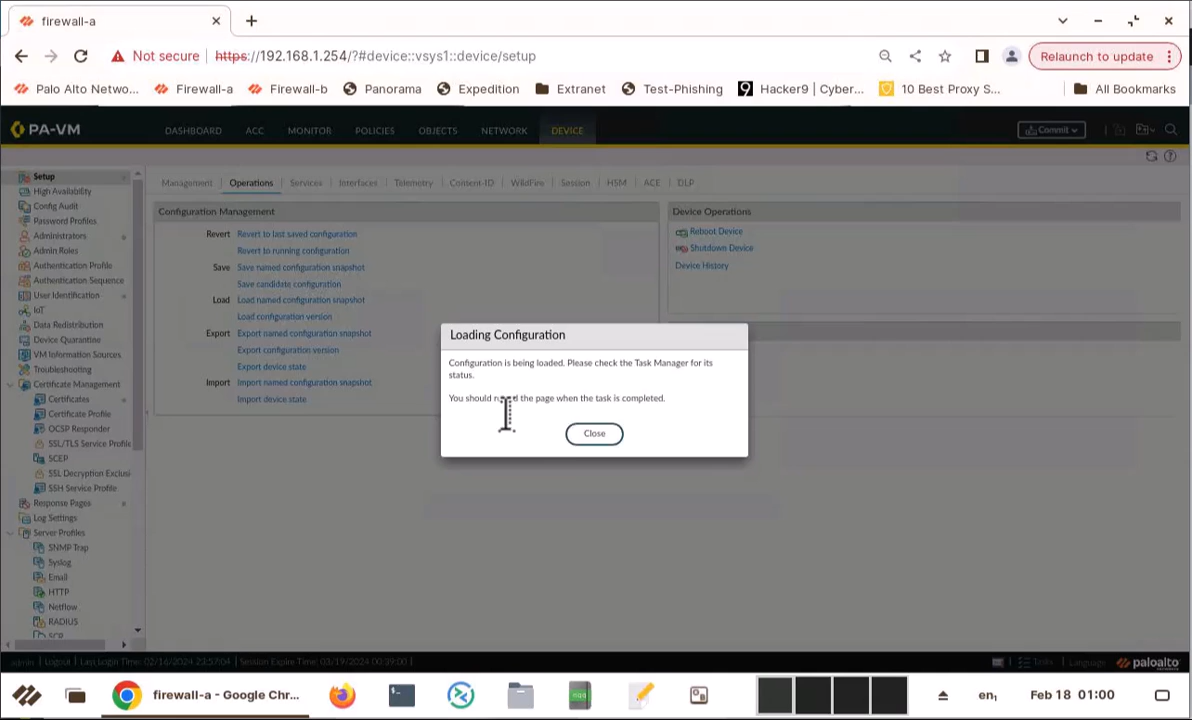 firewall-a
Not secure https://192.168.1.254/?#device::vsys1::device/setup
Relaunch to update
Palo Alto Netwo... Firewall-a Firewall-b Panorama Expedition Extranet Test-Phishing Hacker9 | Cyber... 10 Best Proxy S... All Bookmarks
PA-VM DASHBOARD ACC MONITOR POLICIES OBJECTS NETWORK DEVICE Commit
Setup
High Availability
Config Audit
Password Profiles
Administrators
Admin Roles
Authentication Profile
Authentication Sequence
User Identification
IoT
Data Redistribution
Device Quarantine
VM Information Sources
Troubleshooting
Certificate Management
Certificates
Certificate Profile
OCSP Responder
SSL/TLS Service Profile
SCEP
SSL Decryption Exclusi
SSH Service Profile
Response Pages
Log Settings
Server Profiles
SNMP Trap
Syslog
Email
HTTP
Netflow
RADIUS
Management Operations Services Interfaces Telemetry Content-ID WildFire Session HSM ACE DLP
Configuration Management
Revert Revert to last saved configuration
Revert to running configuration
Save Save named configuration snapshot
Save candidate configuration
Load Load named configuration snapshot
Load configuration version
Export Export named configuration snapshot
Export configuration version
Export device state
Import Import named configuration snapshot
Import device state
Device Operations
Reboot Device
Shutdown Device
Device History
Loading Configuration
Configuration is being loaded. Please check the Task Manager for its
status.
You should the page when the task is completed.
Close
admin | Logout | Last Login Time: 02/16/2024 23:57:04 | Session Expire Time: 03/19/2024 00:39:00 |
Tasks | Language paloalto
firewall-a - Google Chr... en1 Feb 18 01:00